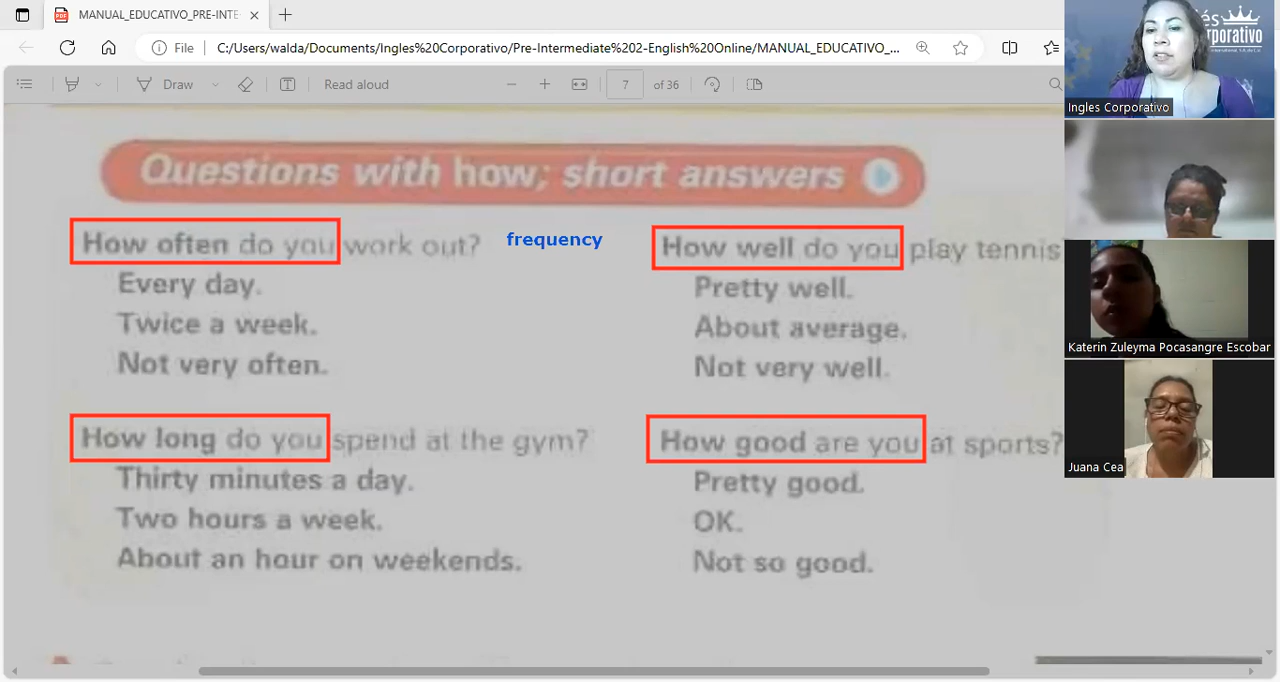 MANUAL_EDUCATIVO_PRE-INTE
File
C:/Users/walda/Documents/Ingles%20Corporativo/Pre-Intermediate%202-English%20Online/MANUAL_EDUCATIVO_...
Draw
Read aloud
7
of 36
Questions with how; short answers
How often do you work out?
frequency
Every day.
Twice a week.
Not very often.
How long do you spend at the gym?
Thirty minutes a day.
Two hours a week.
About an hour on weekends.
How well do you play tennis
Pretty well.
About average.
Not very well.
How good are you at sports?
Pretty good.
OK.
Not so good.
Ingles Corporativo
Katerin Zuleyma Pocasangre Escobar
Juana Cea